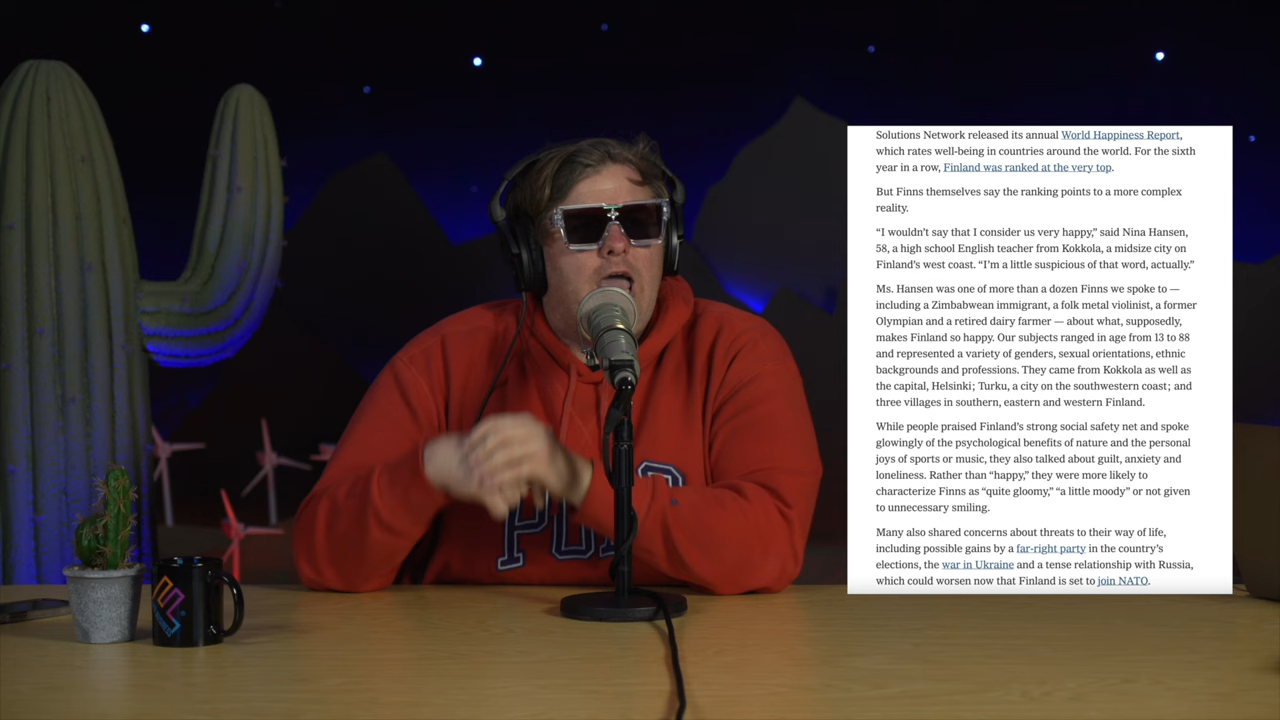 Solutions Network released its annual World Happiness Report,
which rates well-being in countries around the world. For the sixth
year in a row, Finland was ranked at the very top.
But Finns themselves say the ranking points to a more complex
reality.
“I wouldn’t say that I consider us very happy,” said Nina Hansen,
58, a high school English teacher from Kokkola, a midsize city on
Finland’s west coast. “I’m a little suspicious of that word, actually.”
Ms. Hansen was one of more than a dozen Finns we spoke to —
including a Zimbabwean immigrant, a folk metal violinist, a former
Olympian and a retired dairy farmer — about what, supposedly,
makes Finland so happy. Our subjects ranged in age from 13 to 88
and represented a variety of genders, sexual orientations, ethnic
backgrounds and professions. They came from Kokkola as well as
the capital, Helsinki; Turku, a city on the southwestern coast; and
three villages in southern, eastern and western Finland.
While people praised Finland’s strong social safety net and spoke
glowingly of the psychological benefits of nature and the personal
joys of sports or music, they also talked about guilt, anxiety and
loneliness. Rather than “happy,” they were more likely to
characterize Finns as “quite gloomy,” “a little moody” or not given
to unnecessary smiling.
Many also shared concerns about threats to their way of life,
including possible gains by a far-right party in the country’s
elections, the war in Ukraine and a tense relationship with Russia,
which could worsen now that Finland is set to join NATO.